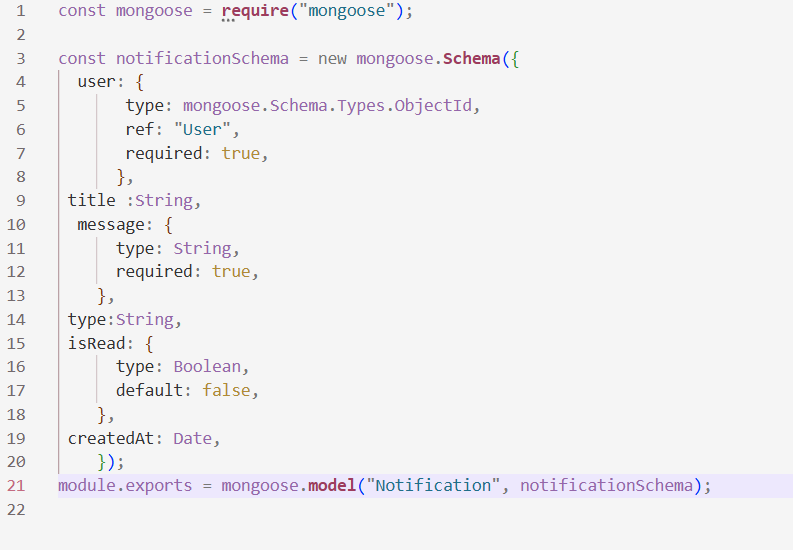 1 const mongoose = require("mongoose");
2
3 const notificationSchema = new mongoose.Schema({
4 user: {
5 type: mongoose.Schema.Types.ObjectId,
6 ref: "User",
7 required: true,
8 },
9 title :String,
10 message: {
11 type: String,
12 required: true,
13 },
14 type:String,
15 isRead: {
16 type: Boolean,
17 default: false,
18 },
19 createdAt: Date,
20 });
21 module.exports = mongoose.model("Notification", notificationSchema);
22